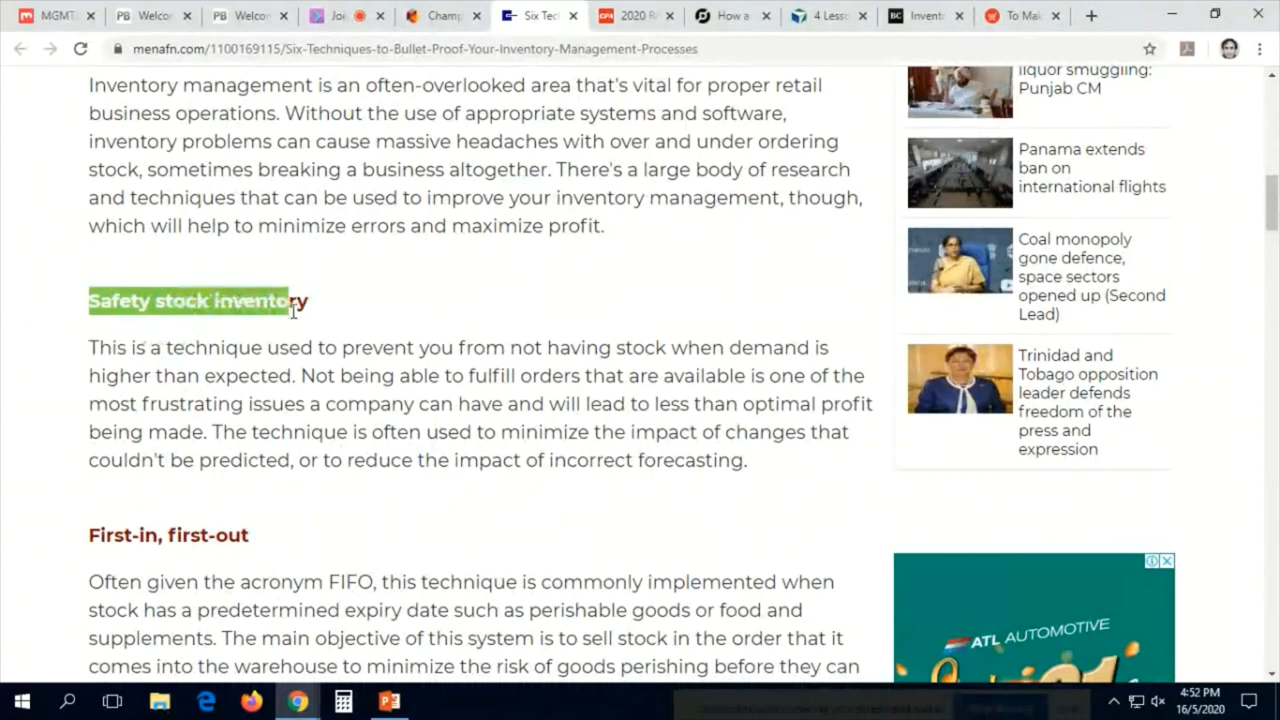 MGMT
Welco
Welco
Joi
Champ
Six Tec
2020 R
How a
4 Less
Invent
To Mak
menafn.com/1100169115/Six-Techniques-to-Bullet-Proof-Your-Inventory-Management-Processes
Inventory management is an often-overlooked area that's vital for proper retail
business operations. Without the use of appropriate systems and software,
inventory problems can cause massive headaches with over and under ordering
stock, sometimes breaking a business altogether. There's a large body of research
and techniques that can be used to improve your inventory management, though,
which will help to minimize errors and maximize profit.
Safety stock inventory
This is a technique used to prevent you from not having stock when demand is
higher than expected. Not being able to fulfill orders that are available is one of the
most frustrating issues a company can have and will lead to less than optimal profit
being made. The technique is often used to minimize the impact of changes that
couldn't be predicted, or to reduce the impact of incorrect forecasting.
First-in, first-out
Often given the acronym FIFO, this technique is commonly implemented when
stock has a predetermined expiry date such as perishable goods or food and
supplements. The main objective of this system is to sell stock in the order that it
comes into the warehouse to minimize the risk of goods perishing before they can
liquor smuggling:
Punjab CM
Panama extends
ban on
international flights
Coal monopoly
gone defence,
space sectors
opened up (Second
Lead)
Trinidad and
Tobago opposition
leader defends
freedom of the
press and
expression
ATL AUTOMOTIVE
4:52 PM
16/5/2020